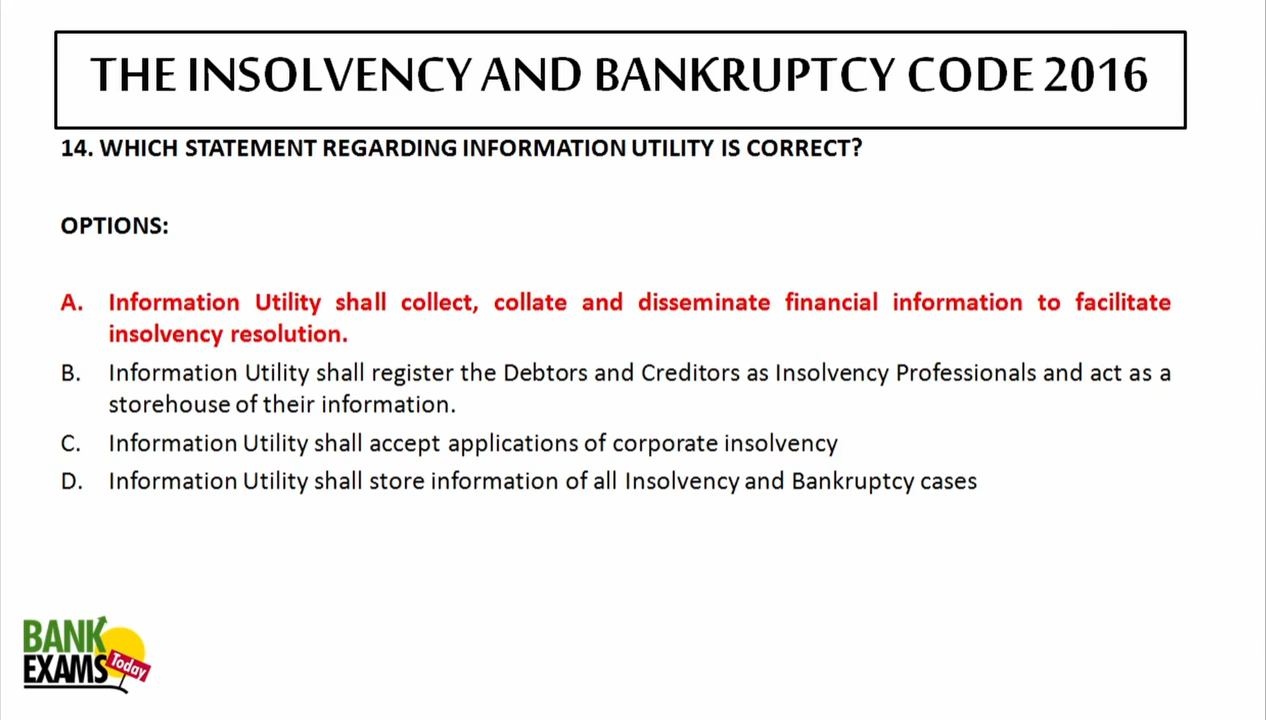 THE INSOLVENCY AND BANKRUPTCY CODE 2016
14. WHICH STATEMENT REGARDING INFORMATION UTILITY IS CORRECT?
OPTIONS:
A. Information Utility shall collect, collate and disseminate financial information to facilitate
insolvency resolution.
B. Information Utility shall register the Debtors and Creditors as Insolvency Professionals and act as a
storehouse of their information.
C. Information Utility shall accept applications of corporate insolvency
D. Information Utility shall store information of all Insolvency and Bankruptcy cases
BANK
EXAMS
Today